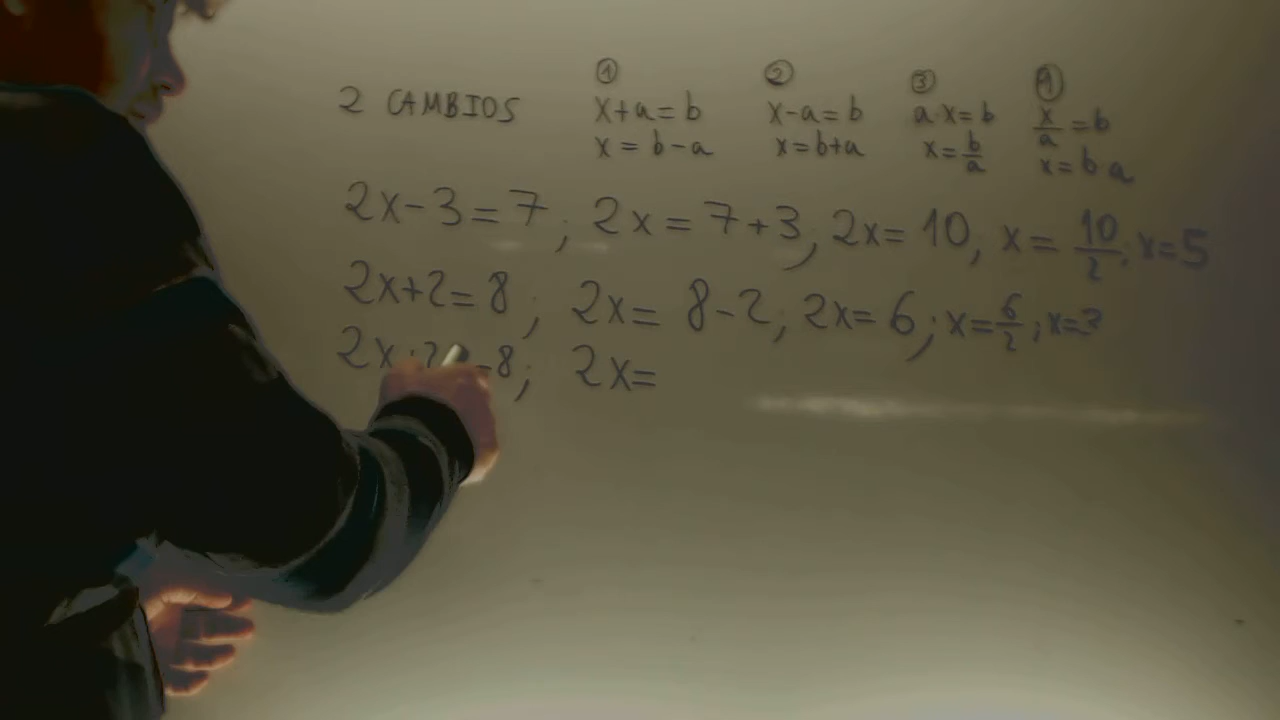 2 CAMBIOS ① ② ③ ④
x+a=b x-a=b a·x=b x/a=b
x=b-a x=b+a x=b/a x=b·a
2x-3=7; 2x=7+3, 2x=10, x=10/2; x=5
2x+2=8; 2x=8-2, 2x=6; x=6/2; x=3
2x 8; 2x=